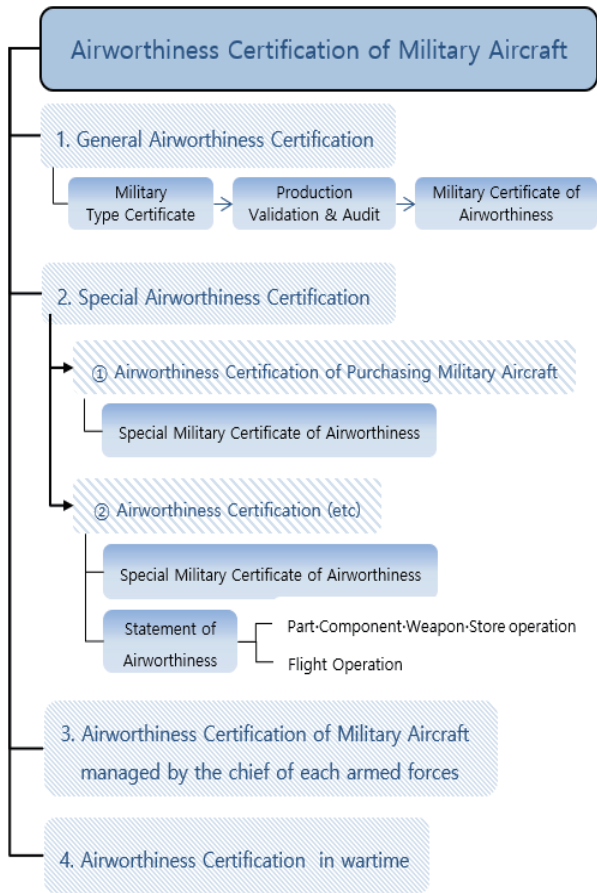 Airworthiness Certification of Military Aircraft
1. General Airworthiness Certification
Military
Type Certificate
Production
Validation & Audit
Military Certificate of
Airworthiness
2. Special Airworthiness Certification
① Airworthiness Certification of Purchasing Military Aircraft
Special Military Certificate of Airworthiness
② Airworthiness Certification (etc)
Special Military Certificate of Airworthiness
Statement of
Airworthiness
Part·Component·Weapon·Store operation
Flight Operation
3. Airworthiness Certification of Military Aircraft
managed by the chief of each armed forces
4. Airworthiness Certification in wartime